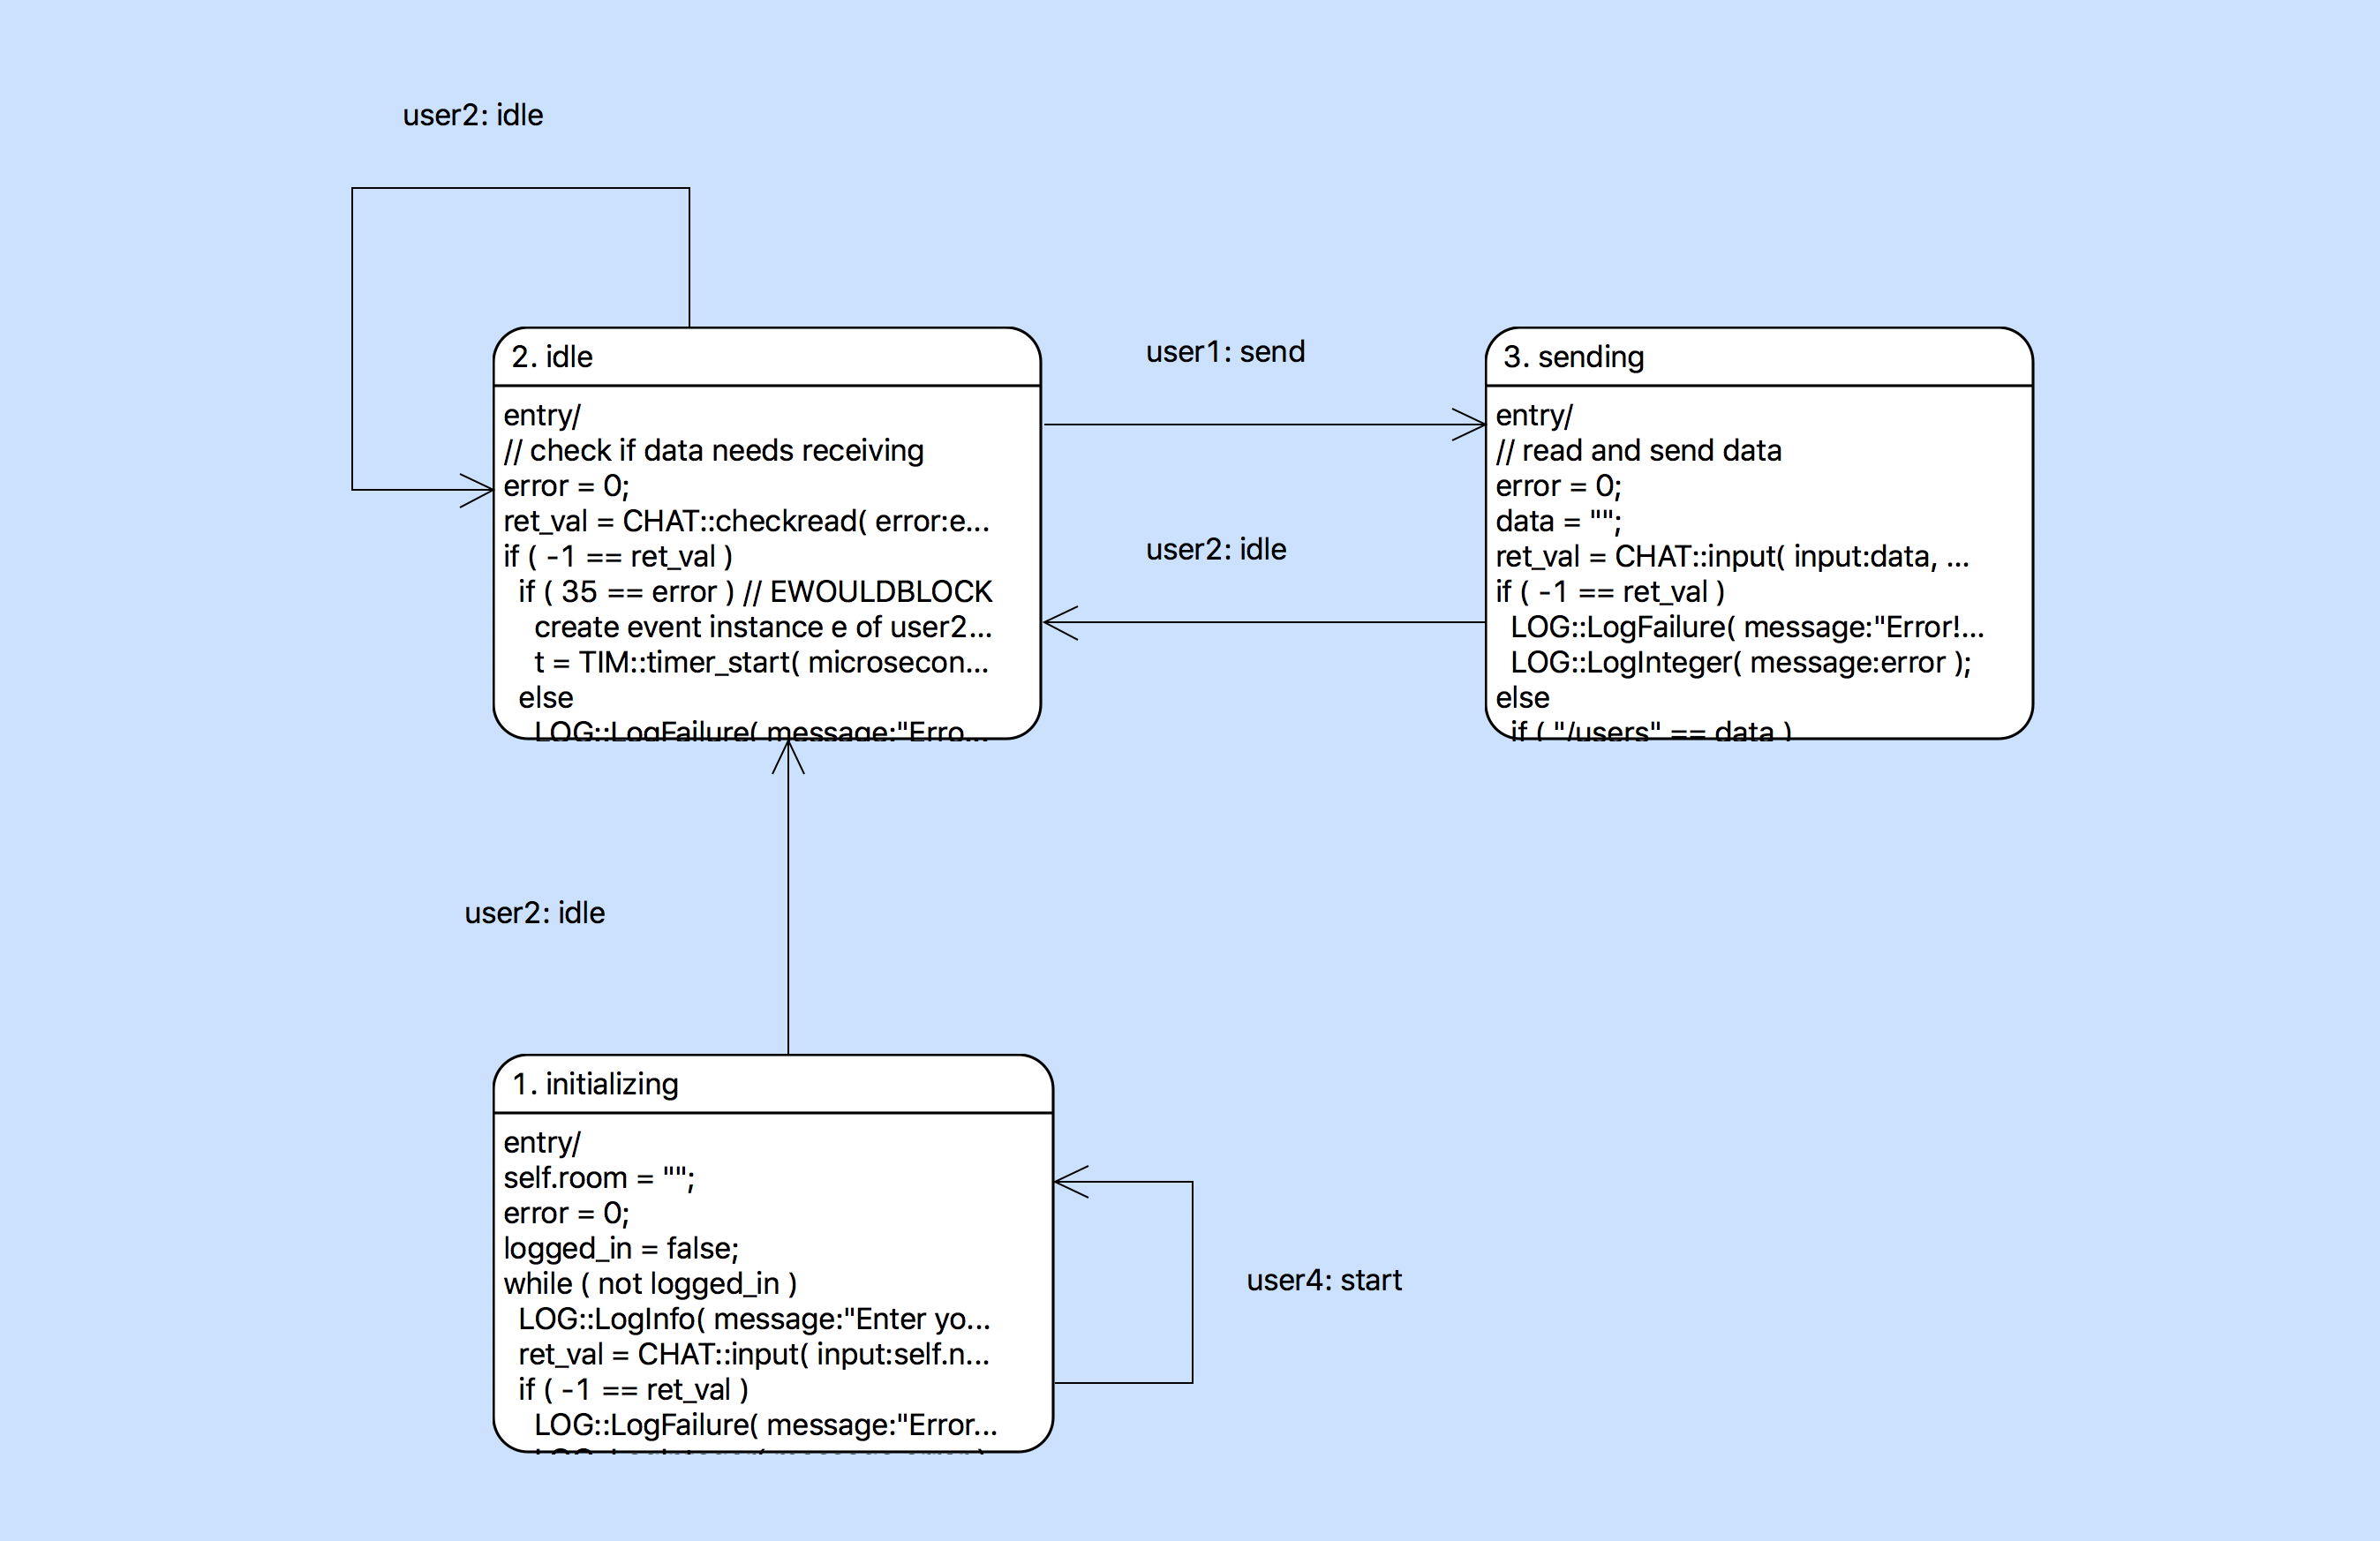 user2: idle
2. idle
entry/
// check if data needs receiving
error = 0;
ret_val = CHAT::checkread( error:e...
if ( -1 == ret_val )
if ( 35 == error ) // EWOULDBLOCK
create event instance e of user2...
t = TIM::timer_start( microsecon...
else
LOG::LogFailure( message:"Erro...
user1: send
user2: idle
3. sending
entry/
// read and send data
error = 0;
data = "";
ret_val = CHAT::input( input:data, ...
if ( -1 == ret_val )
LOG::LogFailure( message:"Error!...
LOG::LogInteger( message:error );
else
if ( "/users" == data )
user2: idle
1. initializing
entry/
self.room = "";
error = 0;
logged_in = false;
while ( not logged_in )
LOG::LogInfo( message:"Enter yo...
ret_val = CHAT::input( input:self.n...
if ( -1 == ret_val )
LOG::LogFailure( message:"Error...
user4: start